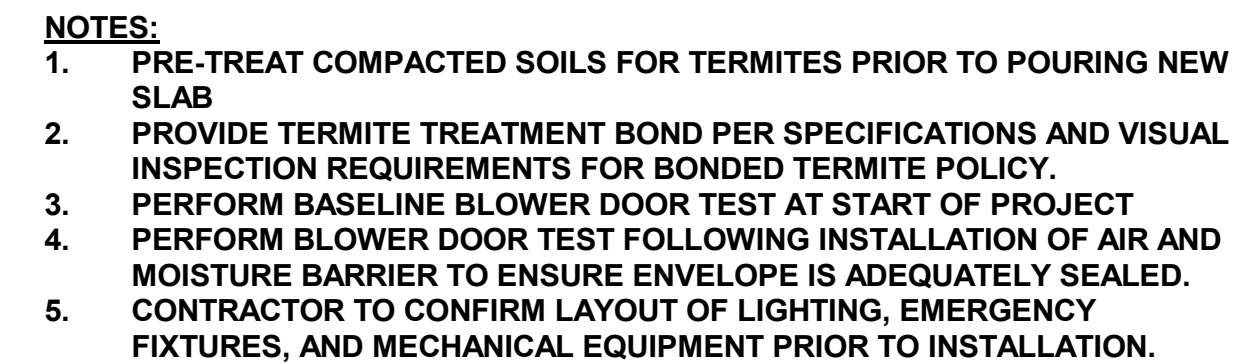 NOTES:
1. PRE-TREAT COMPACTED SOILS FOR TERMITES PRIOR TO POURING NEW
SLAB
2. PROVIDE TERMITE TREATMENT BOND PER SPECIFICATIONS AND VISUAL
INSPECTION REQUIREMENTS FOR BONDED TERMITE POLICY.
3. PERFORM BASELINE BLOWER DOOR TEST AT START OF PROJECT
4. PERFORM BLOWER DOOR TEST FOLLOWING INSTALLATION OF AIR AND
MOISTURE BARRIER TO ENSURE ENVELOPE IS ADEQUATELY SEALED.
5. CONTRACTOR TO CONFIRM LAYOUT OF LIGHTING, EMERGENCY
FIXTURES, AND MECHANICAL EQUIPMENT PRIOR TO INSTALLATION.